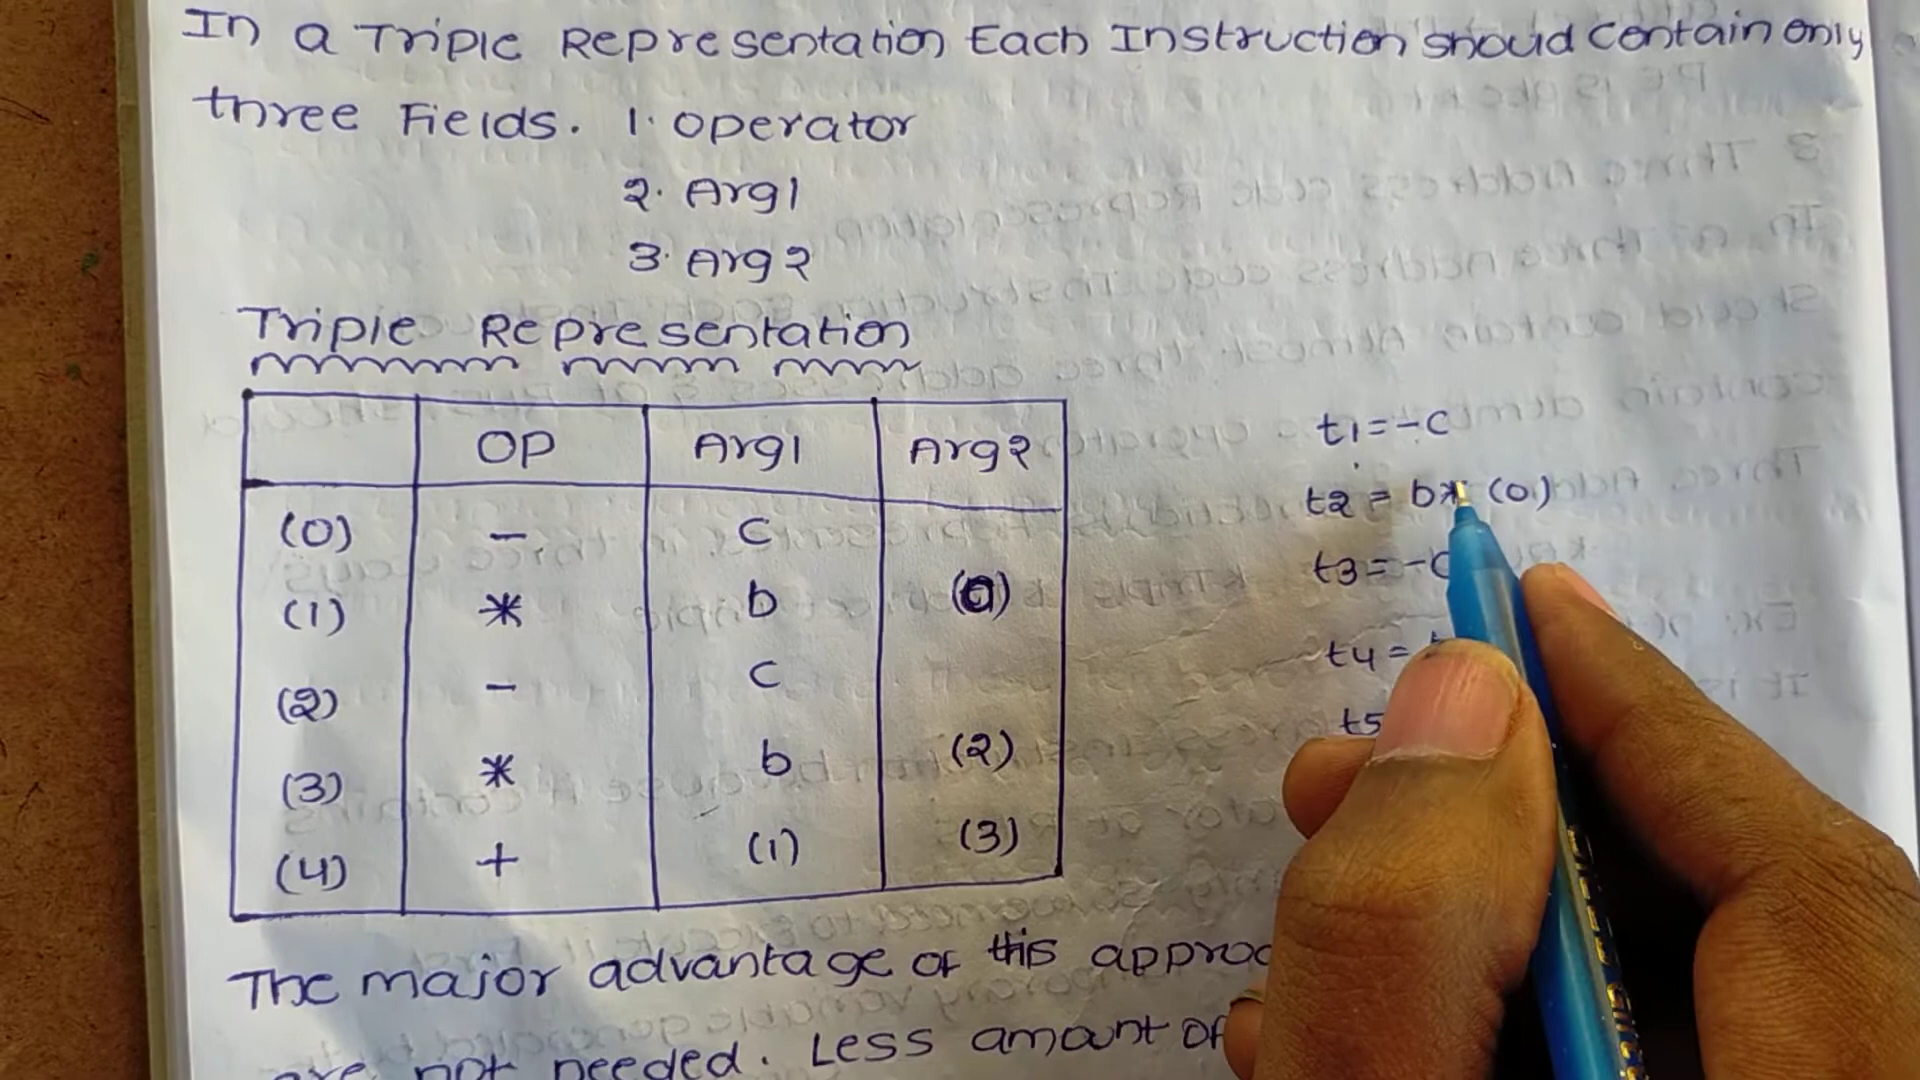 In a Triple Representation Each Instruction should contain only
three Fields. 1. operator
2. Arg1
3. Arg2
Triple Representation
OP Arg1 Arg2
(0) - c
(1) * b (0)
(2) - c
(3) * b (2)
(4) + (1) (3)
t1=-c
t2 = b* (0)
t3=-c
t4=
t5
The major advantage of this
are not needed. Less amount of